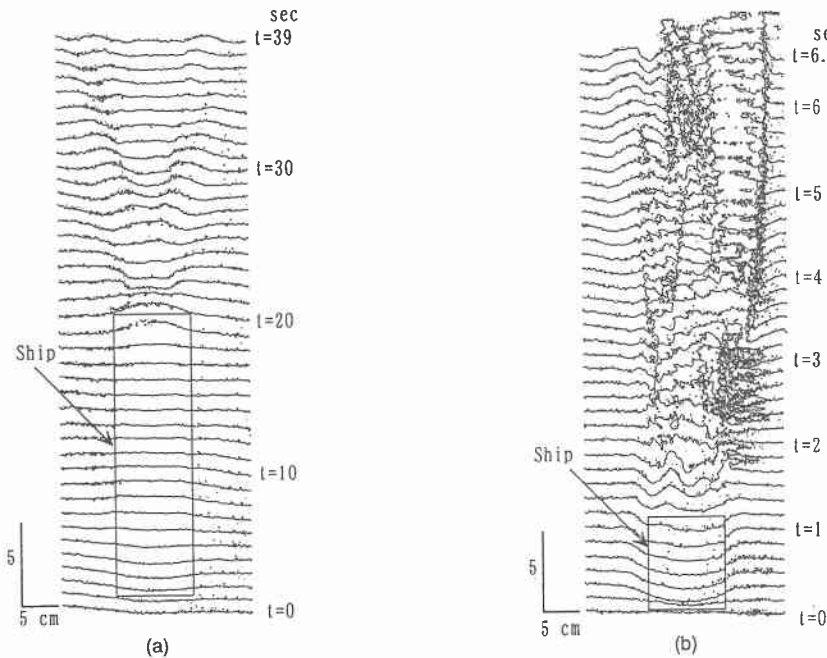 sec
t=39
t=30
t=20
Ship
t=10
5
5 cm
t=0
(a)
t=6.
t=6
t=5
t=4
t=3
t=2
Ship
t=1
5
5 cm
t=0
(b)